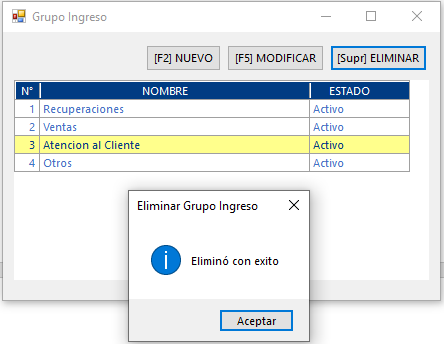 Grupo Ingreso
[F2] NUEVO [F5] MODIFICAR [Supr] ELIMINAR
N° NOMBRE ESTADO
1 Recuperaciones Activo
2 Ventas Activo
3 Atencion al Cliente Activo
4 Otros Activo
Eliminar Grupo Ingreso
Eliminó con exito
Aceptar